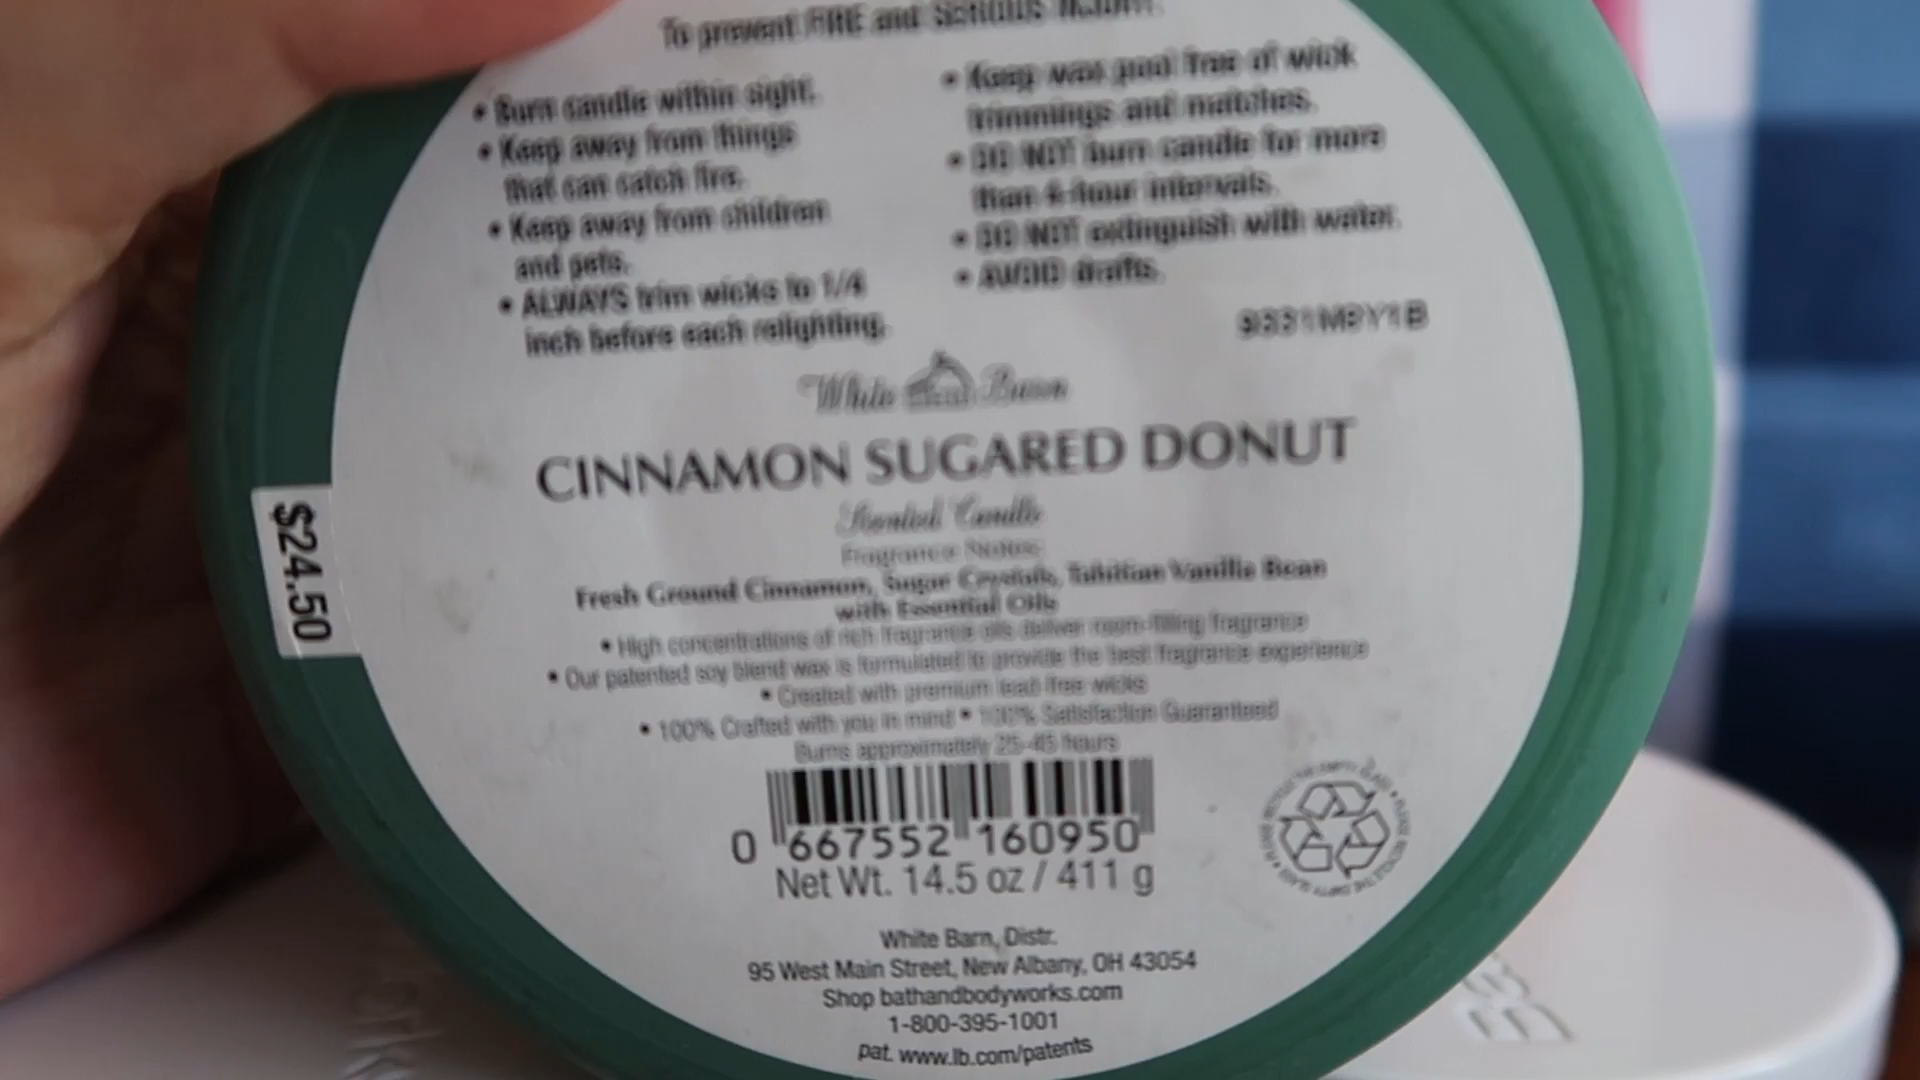 To prevent FIRE and SERIOUS INJURY:
• Burn candle within sight.
• Keep away from things
that can catch fire.
• Keep away from children
and pets.
• ALWAYS trim wicks to 1/4
inch before each relighting.
• Keep wax pool free of wick
trimmings and matches.
• DO NOT burn candle for more
than 4-hour intervals.
• DO NOT extinguish with water.
• AVOID drafts.
White Barn
CINNAMON SUGARED DONUT
Scented Candle
Fragrance Notes:
Fresh Ground Cinnamon, Sugar Crystals, Tahitian Vanilla Bean
with Essential Oils
• High concentrations of rich fragrance oils deliver room-filling fragrance
• Our patented soy blend wax is formulated to provide the best fragrance experience
• Created with premium lead-free wicks
• 100% Crafted with you in mind • 100% Satisfaction Guaranteed
Burns approximately 25-45 hours
0 667552 160950
Net Wt. 14.5 oz / 411 g
White Barn, Distr.
95 West Main Street, New Albany, OH 43054
Shop bathandbodyworks.com
1-800-395-1001
pat. www.lb.com/patents
$24.50